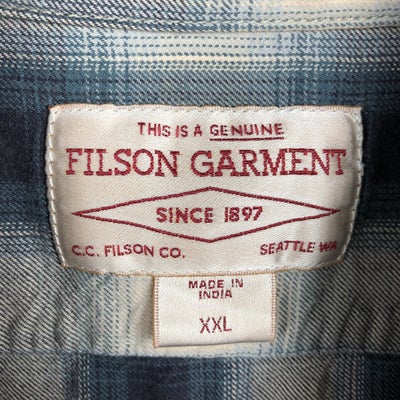 THIS IS A GENUINE
FILSON GARMENT
SINCE 1897
C.C. FILSON CO. SEATTLE WA
MADE IN
INDIA
XXL